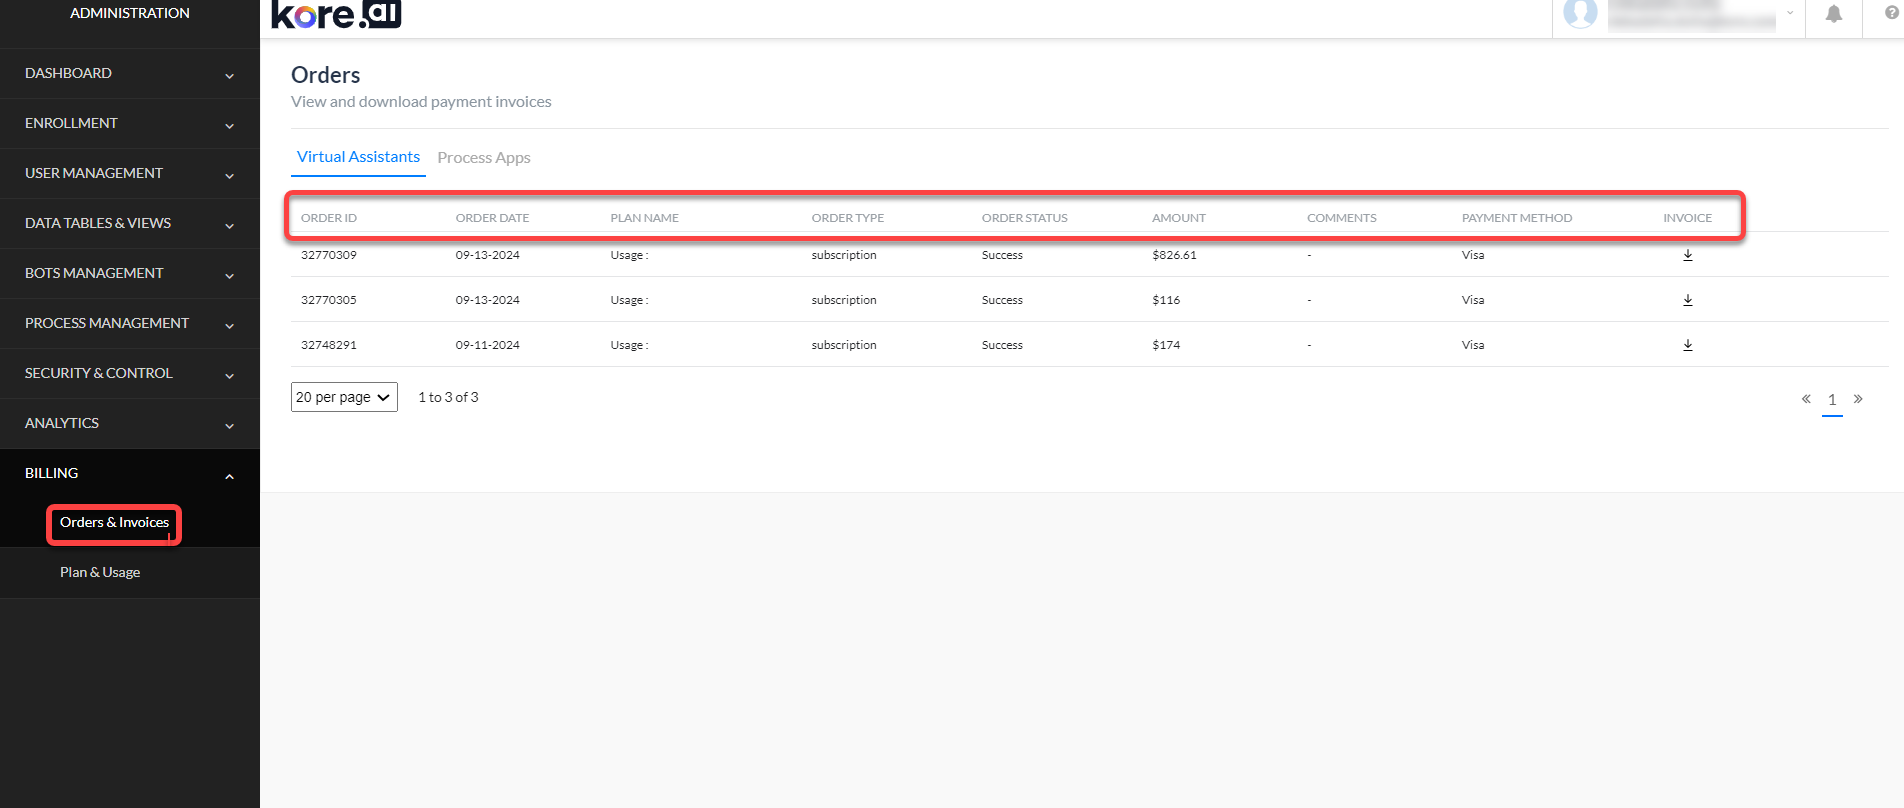 ADMINISTRATION
DASHBOARD
ENROLLMENT
USER MANAGEMENT
DATA TABLES & VIEWS
BOTS MANAGEMENT
PROCESS MANAGEMENT
SECURITY & CONTROL
ANALYTICS
BILLING
Orders & Invoices
Plan & Usage
kore.ai
Orders
View and download payment invoices
Virtual Assistants Process Apps
ORDER ID ORDER DATE PLAN NAME ORDER TYPE ORDER STATUS AMOUNT COMMENTS PAYMENT METHOD INVOICE
32770309 09-13-2024 Usage : subscription Success $826.61 - Visa
32770305 09-13-2024 Usage : subscription Success $116 - Visa
32748291 09-11-2024 Usage : subscription Success $174 - Visa
20 per page 1 to 3 of 3 « 1 »